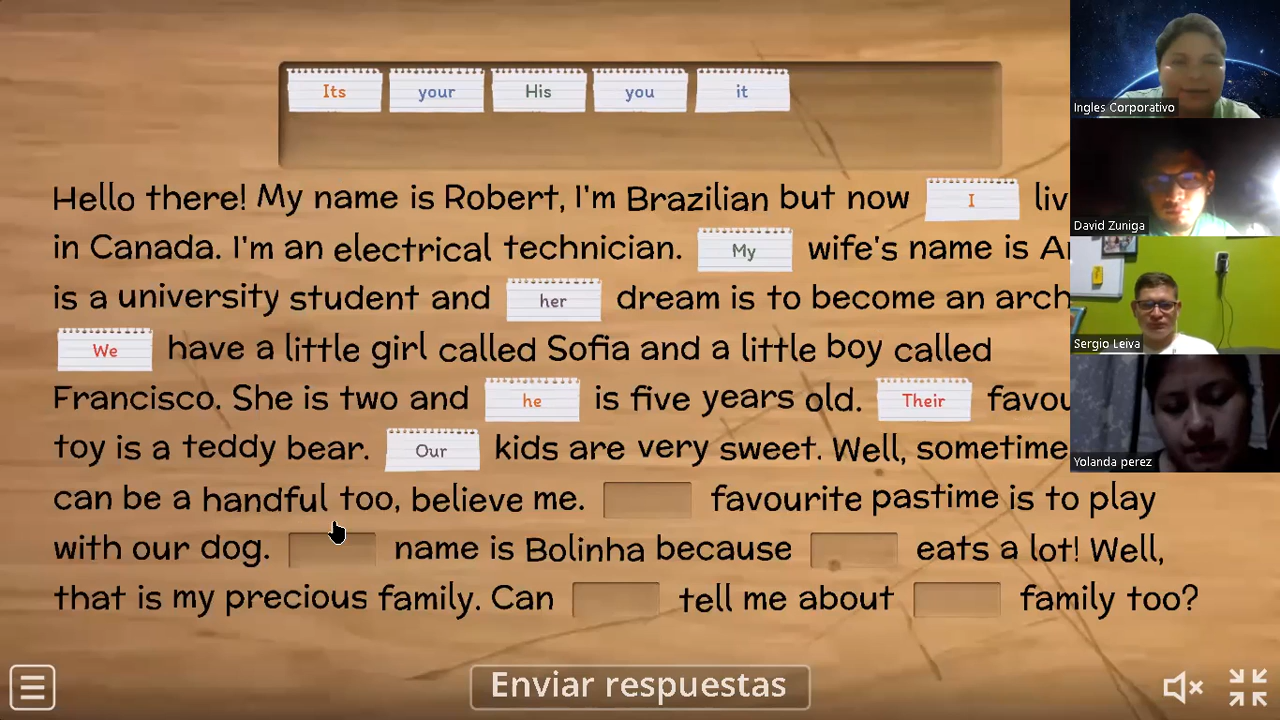 Its your His you it
Hello there! My name is Robert, I'm Brazilian but now I liv
in Canada. I'm an electrical technician. My wife's name is
is a university student and her dream is to become an arch
We have a little girl called Sofia and a little boy called
Francisco. She is two and he is five years old. Their favou
toy is a teddy bear. Our kids are very sweet. Well, sometime
can be a handful too, believe me. favourite pastime is to play
with our dog. name is Bolinha because eats a lot! Well,
that is my precious family. Can tell me about family too?
Enviar respuestas
Ingles Corporativo
David Zuniga
Sergio Leiva
Yolanda perez